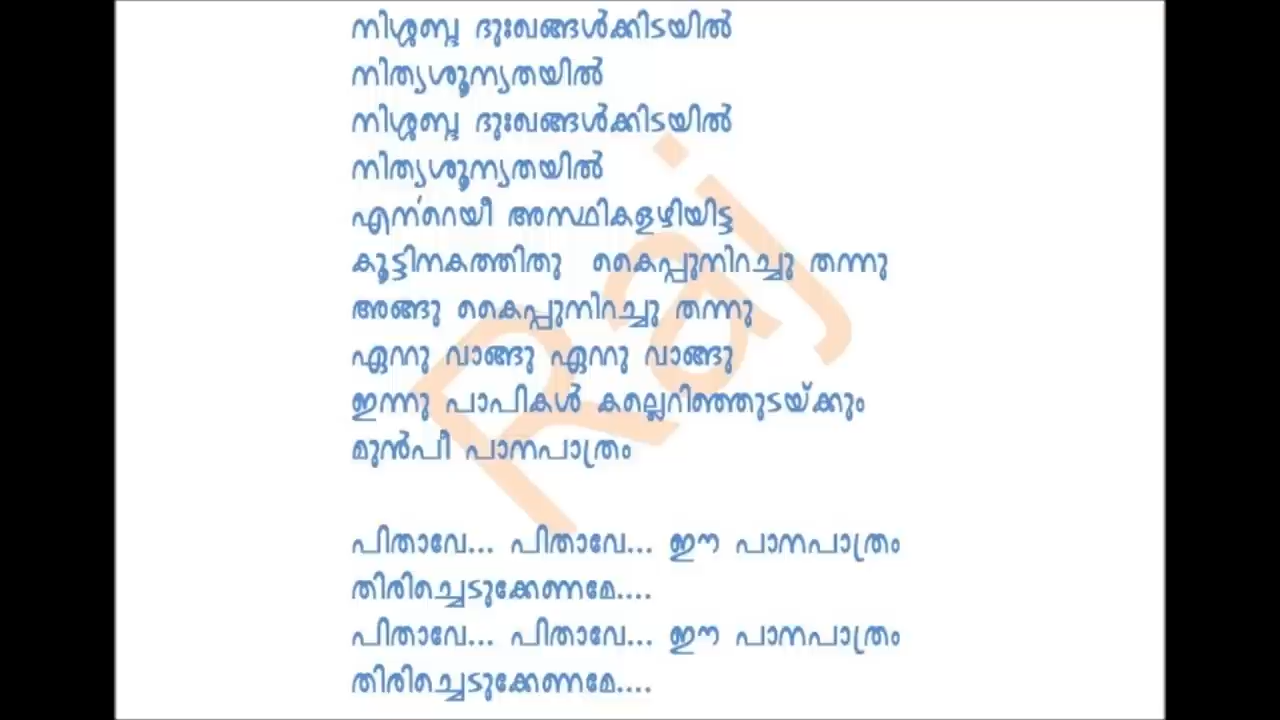 നിശ്ശബ്ദ ദുഃഖങ്ങൾക്കിടയിൽ
നിത്യശൂന്യതയിൽ
നിശ്ശബ്ദ ദുഃഖങ്ങൾക്കിടയിൽ
നിത്യശൂന്യതയിൽ
എന്‍റെയീ അസ്ഥികളഴിയിട്ട
കൂട്ടിനകത്തിതു കൈപ്പുനിറച്ചു തന്നു
അങ്ങു കൈപ്പുനിറച്ചു തന്നു
ഏന്നു വാങ്ങു ഏന്നു വാങ്ങു
ഇന്നു പാപികൾ കല്ലെറിഞ്ഞുടയ്ക്കും
മുൻപീ പാനപാത്രം
പിതാവേ... പിതാവേ... ഈ പാനപാത്രം
തിരിച്ചെടുക്കേണമേ....
പിതാവേ... പിതാവേ... ഈ പാനപാത്രം
തിരിച്ചെടുക്കേണമേ....
Raj